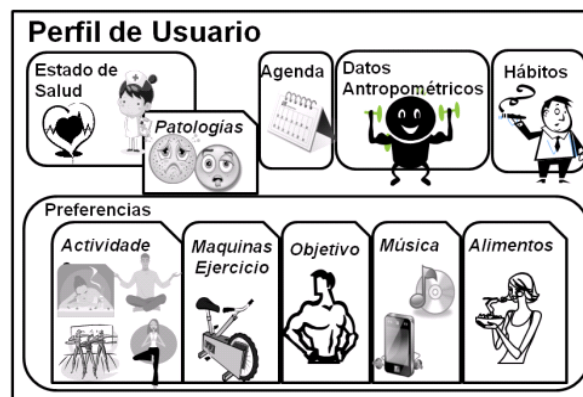 Perfil de Usuario
Estado de
Salud
Patologías
Agenda
Datos
Antropométricos
Hábitos
Preferencias
Actividade
Maquinas
Ejercicio
Objetivo
Música
Alimentos